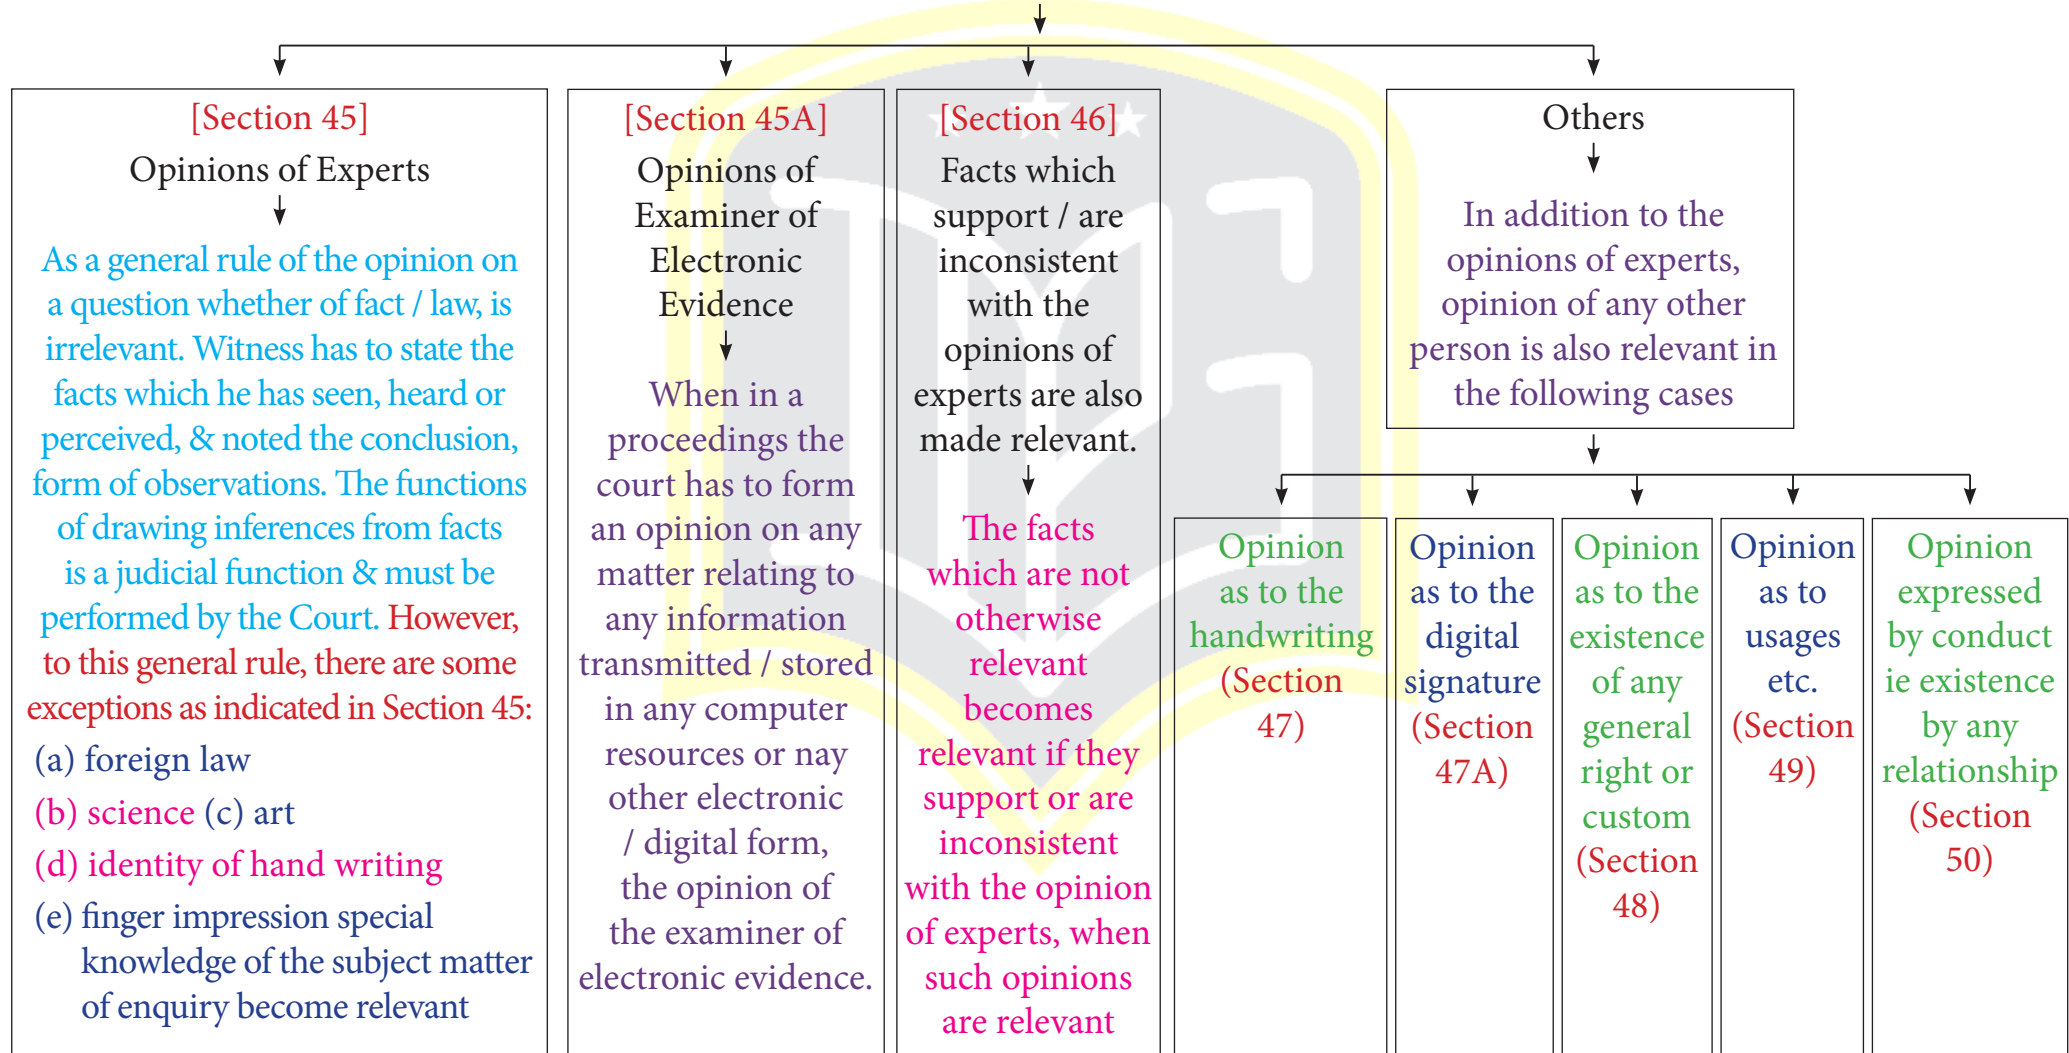 [Section 45]
Opinions of Experts
As a general rule of the opinion on
a question whether of fact / law, is
irrelevant. Witness has to state the
facts which he has seen, heard or
perceived, & noted the conclusion,
form of observations. The functions
of drawing inferences from facts
is a judicial function & must be
performed by the Court. However,
to this general rule, there are some
exceptions as indicated in Section 45:
(a) foreign law
(b) science (c) art
(d) identity of hand writing
(e) finger impression special
knowledge of the subject matter
of enquiry become relevant
[Section 45A]
Opinions of
Examiner of
Electronic
Evidence
When in a
proceedings the
court has to form
an opinion on any
matter relating to
any information
transmitted / stored
in any computer
resources or nay
other electronic
/ digital form,
the opinion of
the examiner of
electronic evidence.
[Section 46]
Facts which
support / are
inconsistent
with the
opinions of
experts are also
made relevant.
The facts
which are not
otherwise
relevant
becomes
relevant if they
support or are
inconsistent
with the opinion
of experts, when
such opinions
are relevant
Others
In addition to the
opinions of experts,
opinion of any other
person is also relevant in
the following cases
Opinion
as to the
handwriting
(Section
47)
Opinion
as to the
digital
signature
(Section
47A)
Opinion
as to the
existence
of any
general
right or
custom
(Section
48)
Opinion
as to
usages
etc.
(Section
49)
Opinion
expressed
by conduct
ie existence
by any
relationship
(Section
50)